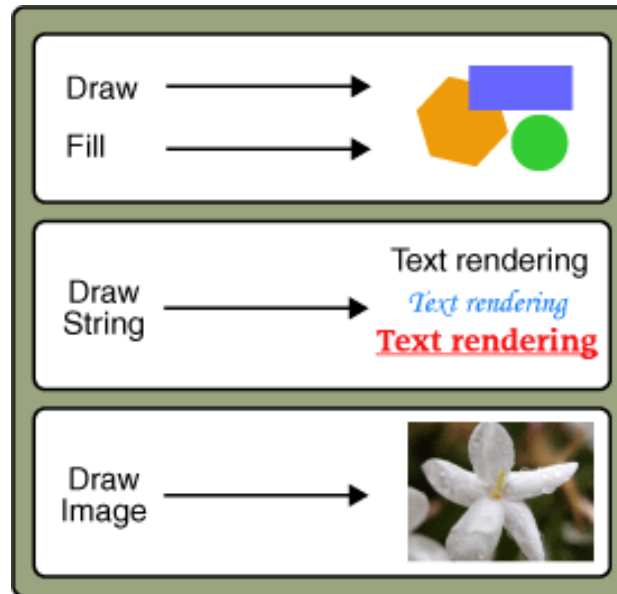 Draw
Fill
Draw
String
Text rendering
Text rendering
Text rendering
Draw
Image